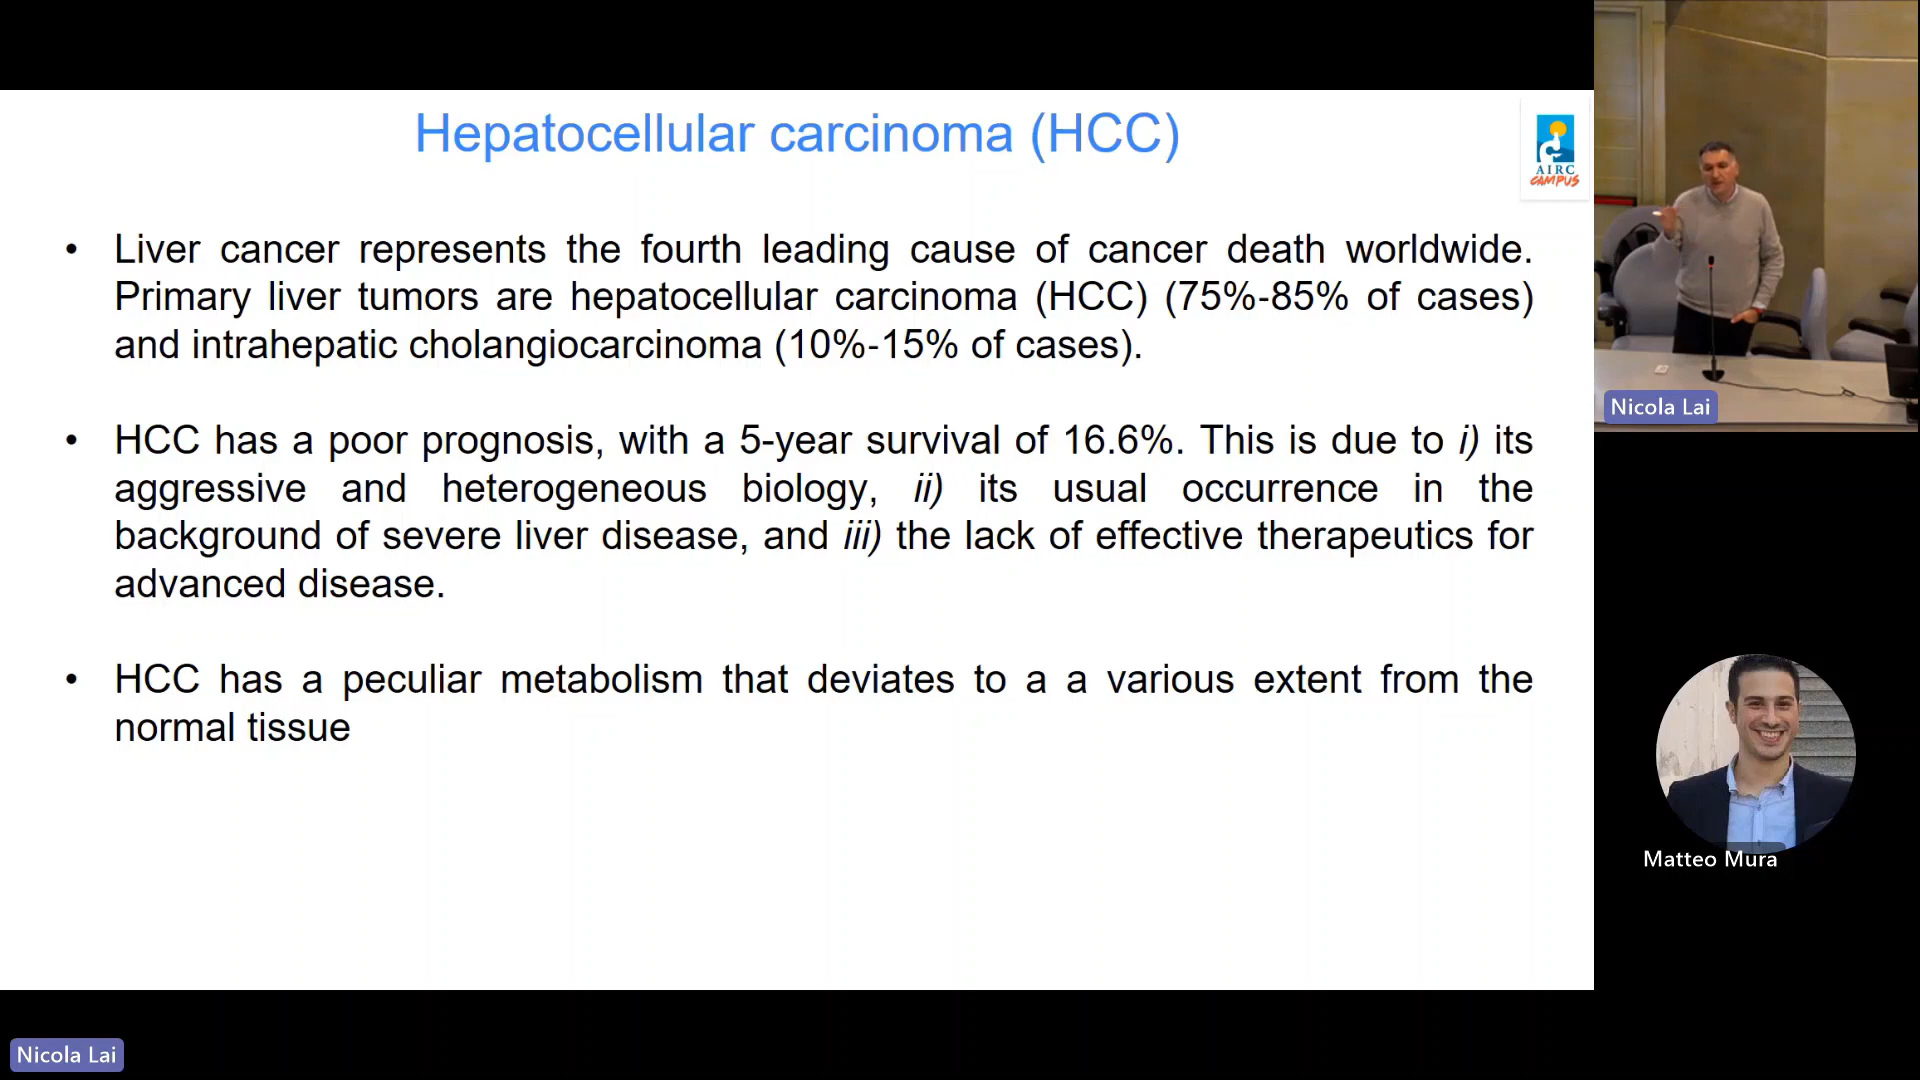 Hepatocellular carcinoma (HCC)
AIRC
CAMPUS
• Liver cancer represents the fourth leading cause of cancer death worldwide.
Primary liver tumors are hepatocellular carcinoma (HCC) (75%-85% of cases)
and intrahepatic cholangiocarcinoma (10%-15% of cases).
• HCC has a poor prognosis, with a 5-year survival of 16.6%. This is due to i) its
aggressive and heterogeneous biology, ii) its usual occurrence in the
background of severe liver disease, and iii) the lack of effective therapeutics for
advanced disease.
• HCC has a peculiar metabolism that deviates to a a various extent from the
normal tissue
Nicola Lai
Matteo Mura
Nicola Lai